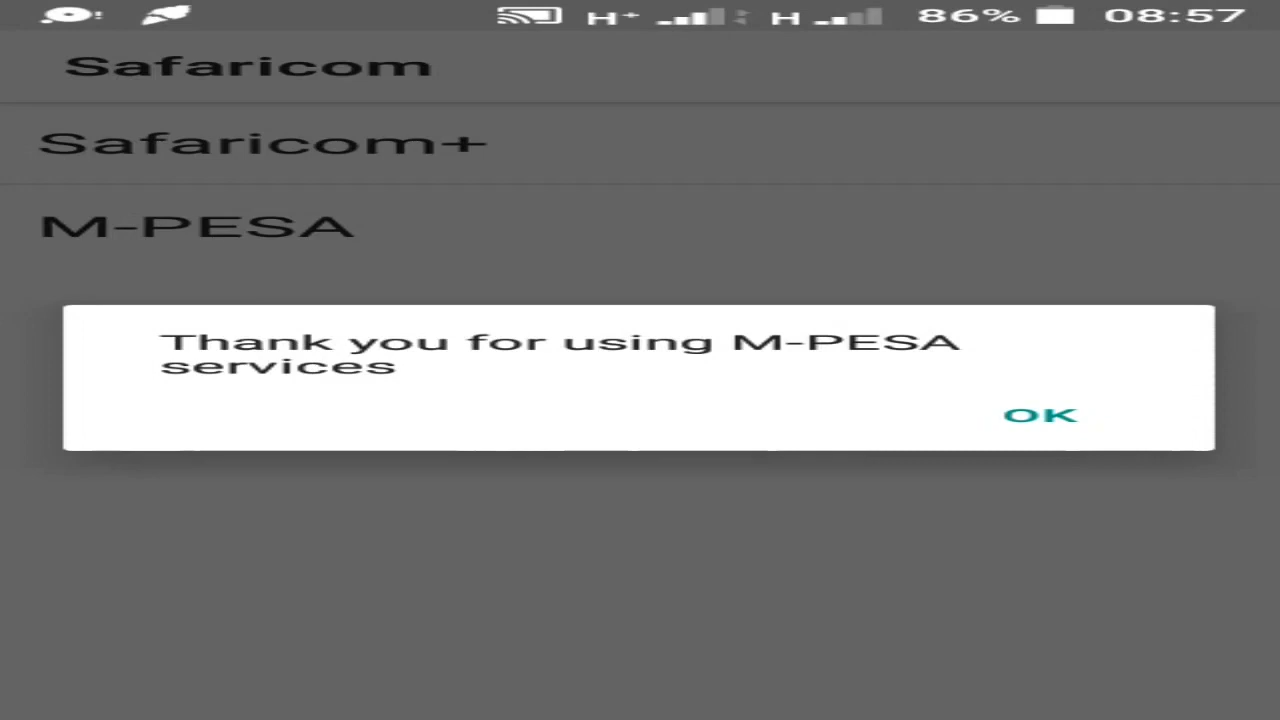 H+ H 86% 08:57
Safaricom
Safaricom+
M-PESA
Thank you for using M-PESA
services
OK